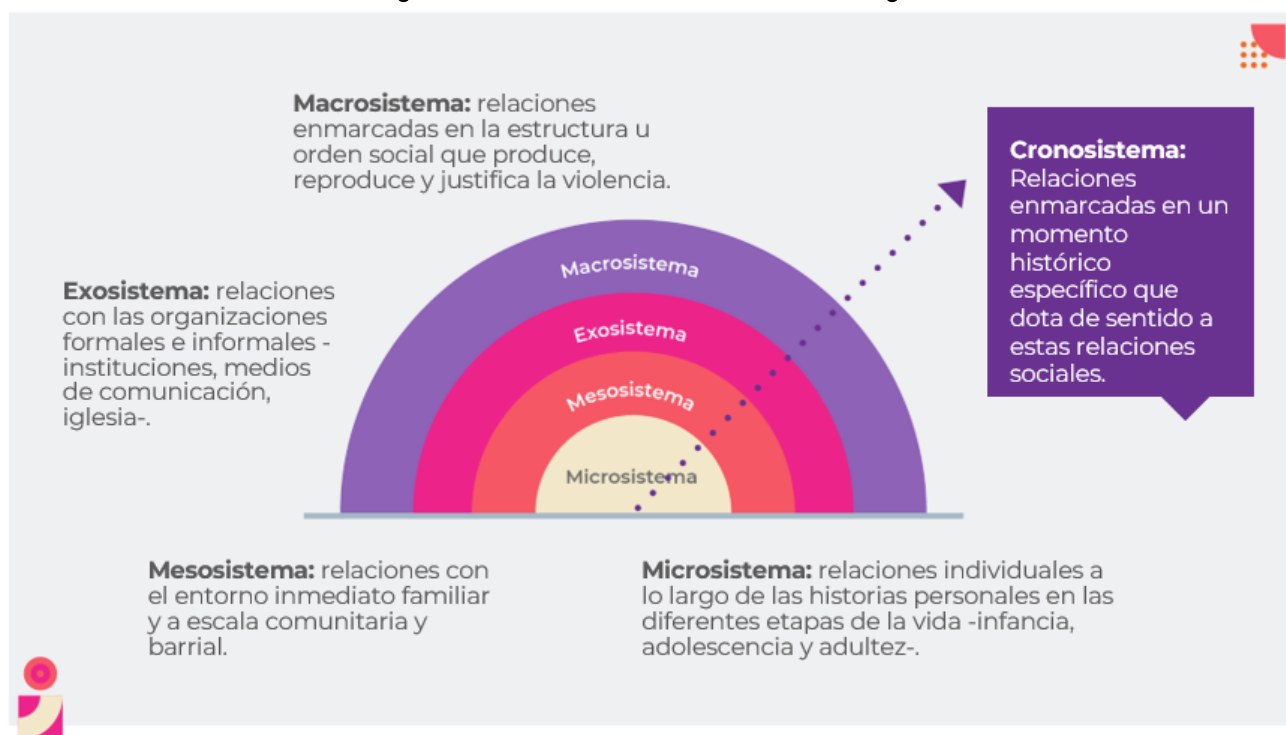 Macrosistema: relaciones
enmarcadas en la estructura u
orden social que produce,
reproduce y justifica la violencia.
Cronosistema:
Relaciones
enmarcadas en un
momento
histórico
específico que
dota de sentido a
estas relaciones
sociales.
Exosistema: relaciones
con las organizaciones
formales e informales -
instituciones, medios
de comunicación,
iglesia-.
Macrosistema
Exosistema
Mesosistema
Microsistema
Mesosistema: relaciones con
el entorno inmediato familiar
y a escala comunitaria y
barrial.
Microsistema: relaciones individuales a
lo largo de las historias personales en las
diferentes etapas de la vida -infancia,
adolescencia y adultez-.